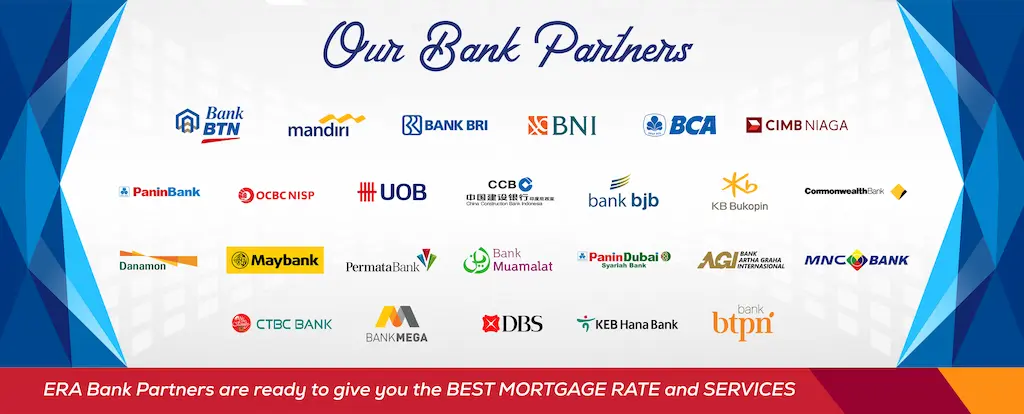 Our Bank Partners
Bank
BTN
mandiri
BANK BRI
BNI
BCA
CIMB NIAGA
PaninBank
OCBC NISP
UOB
CCB
中国建设银行
China Construction Bank Indonesia
bank bjb
KB Bukopin
CommonwealthBank
Danamon
Maybank
PermataBank
Bank
Muamalat
PaninDubai
Syariah Bank
AGI BANK
ARTHA GRAHA
INTERNASIONAL
MNC BANK
CTBC BANK
BANKMEGA
DBS
KEB Hana Bank
bank
btpn
ERA Bank Partners are ready to give you the BEST MORTGAGE RATE and SERVICES